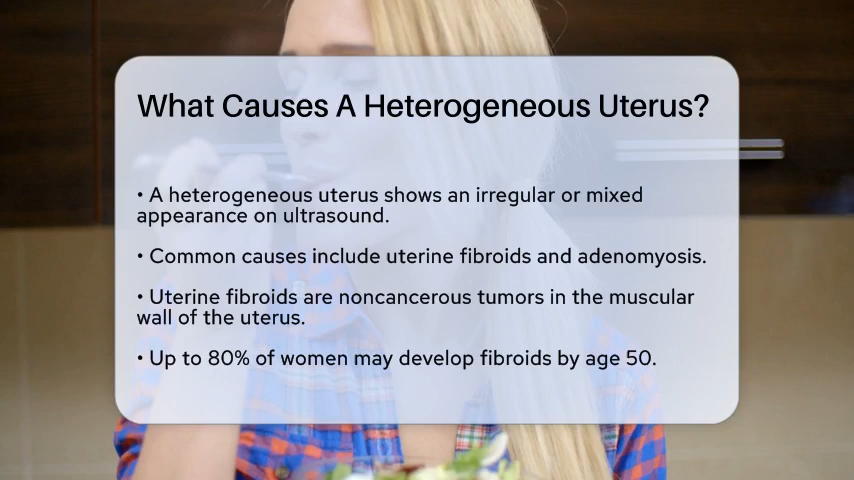 What Causes A Heterogeneous Uterus?
• A heterogeneous uterus shows an irregular or mixed
appearance on ultrasound.
• Common causes include uterine fibroids and adenomyosis.
• Uterine fibroids are noncancerous tumors in the muscular
wall of the uterus.
• Up to 80% of women may develop fibroids by age 50.